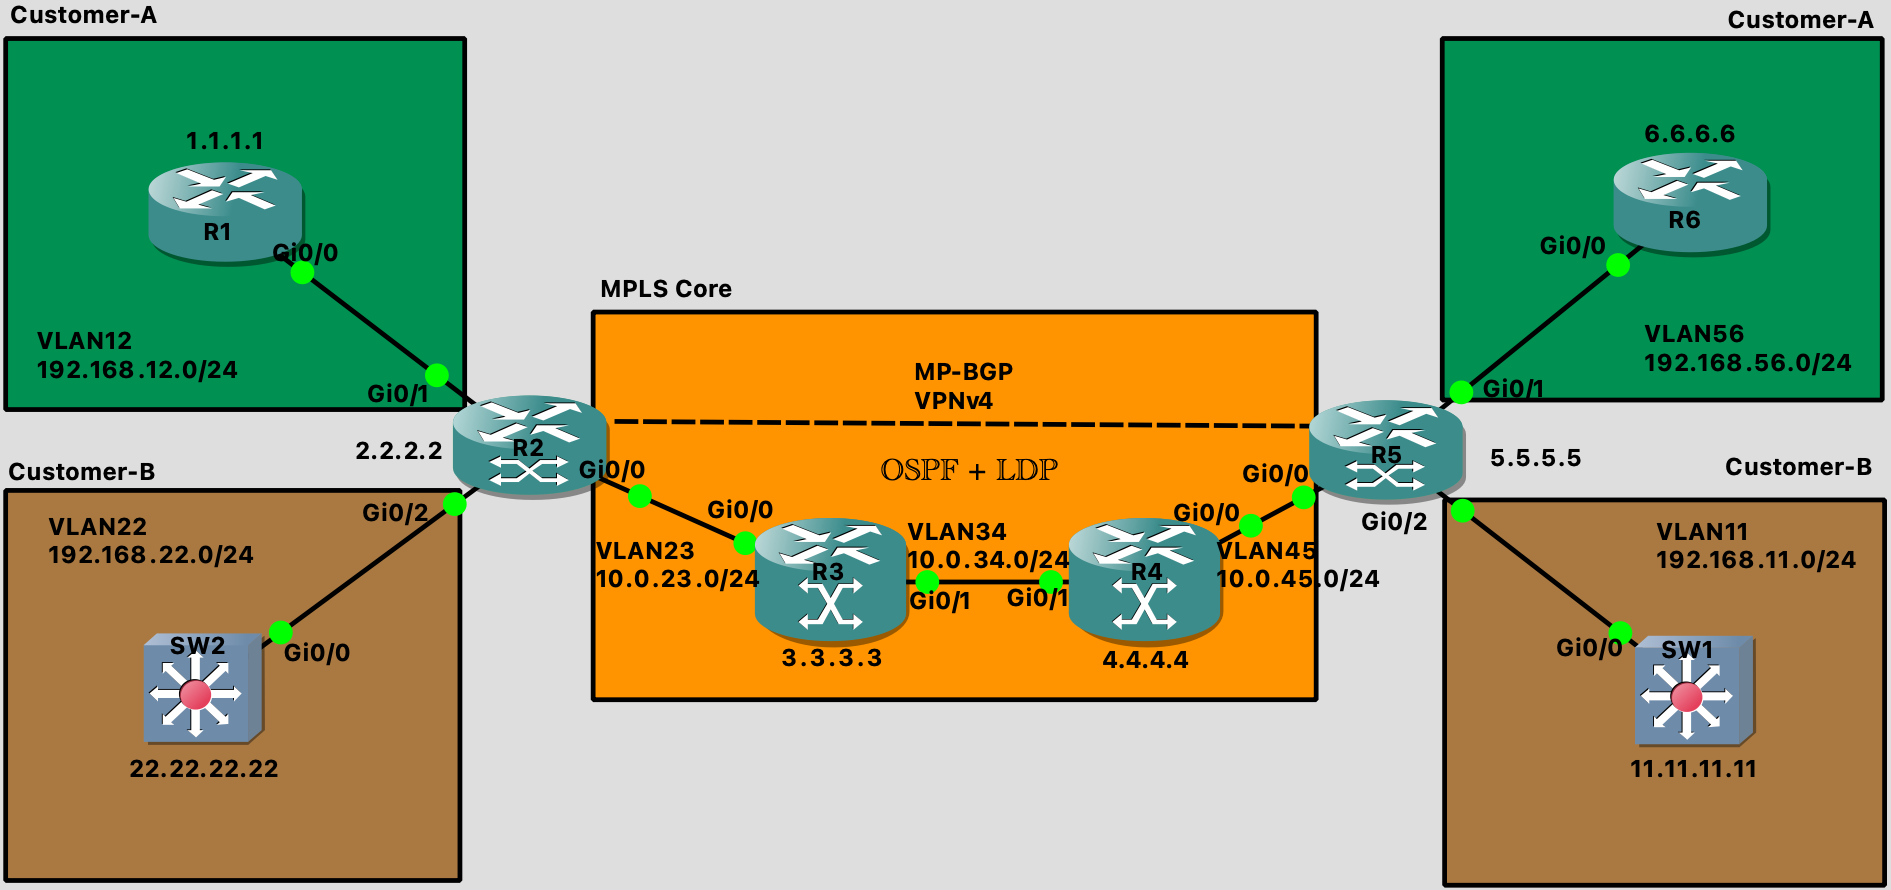 Customer-A
1.1.1.1
R1
Gi0/0
VLAN12
192.168.12.0/24
Gi0/1
Customer-A
6.6.6.6
R6
Gi0/0
VLAN56
192.168.56.0/24
Gi0/1
MPLS Core
MP-BGP
VPNv4
OSPF + LDP
2.2.2.2
R2
Gi0/0
Gi0/2
R5
5.5.5.5
Gi0/0
Gi0/2
Gi0/0
VLAN23
10.0.23.0/24
R3
3.3.3.3
VLAN34
10.0.34.0/24
Gi0/1
Gi0/1
Gi0/0
R4
4.4.4.4
VLAN45
10.0.45.0/24
Customer-B
VLAN22
192.168.22.0/24
SW2
Gi0/0
22.22.22.22
Customer-B
VLAN11
192.168.11.0/24
Gi0/0
SW1
11.11.11.11